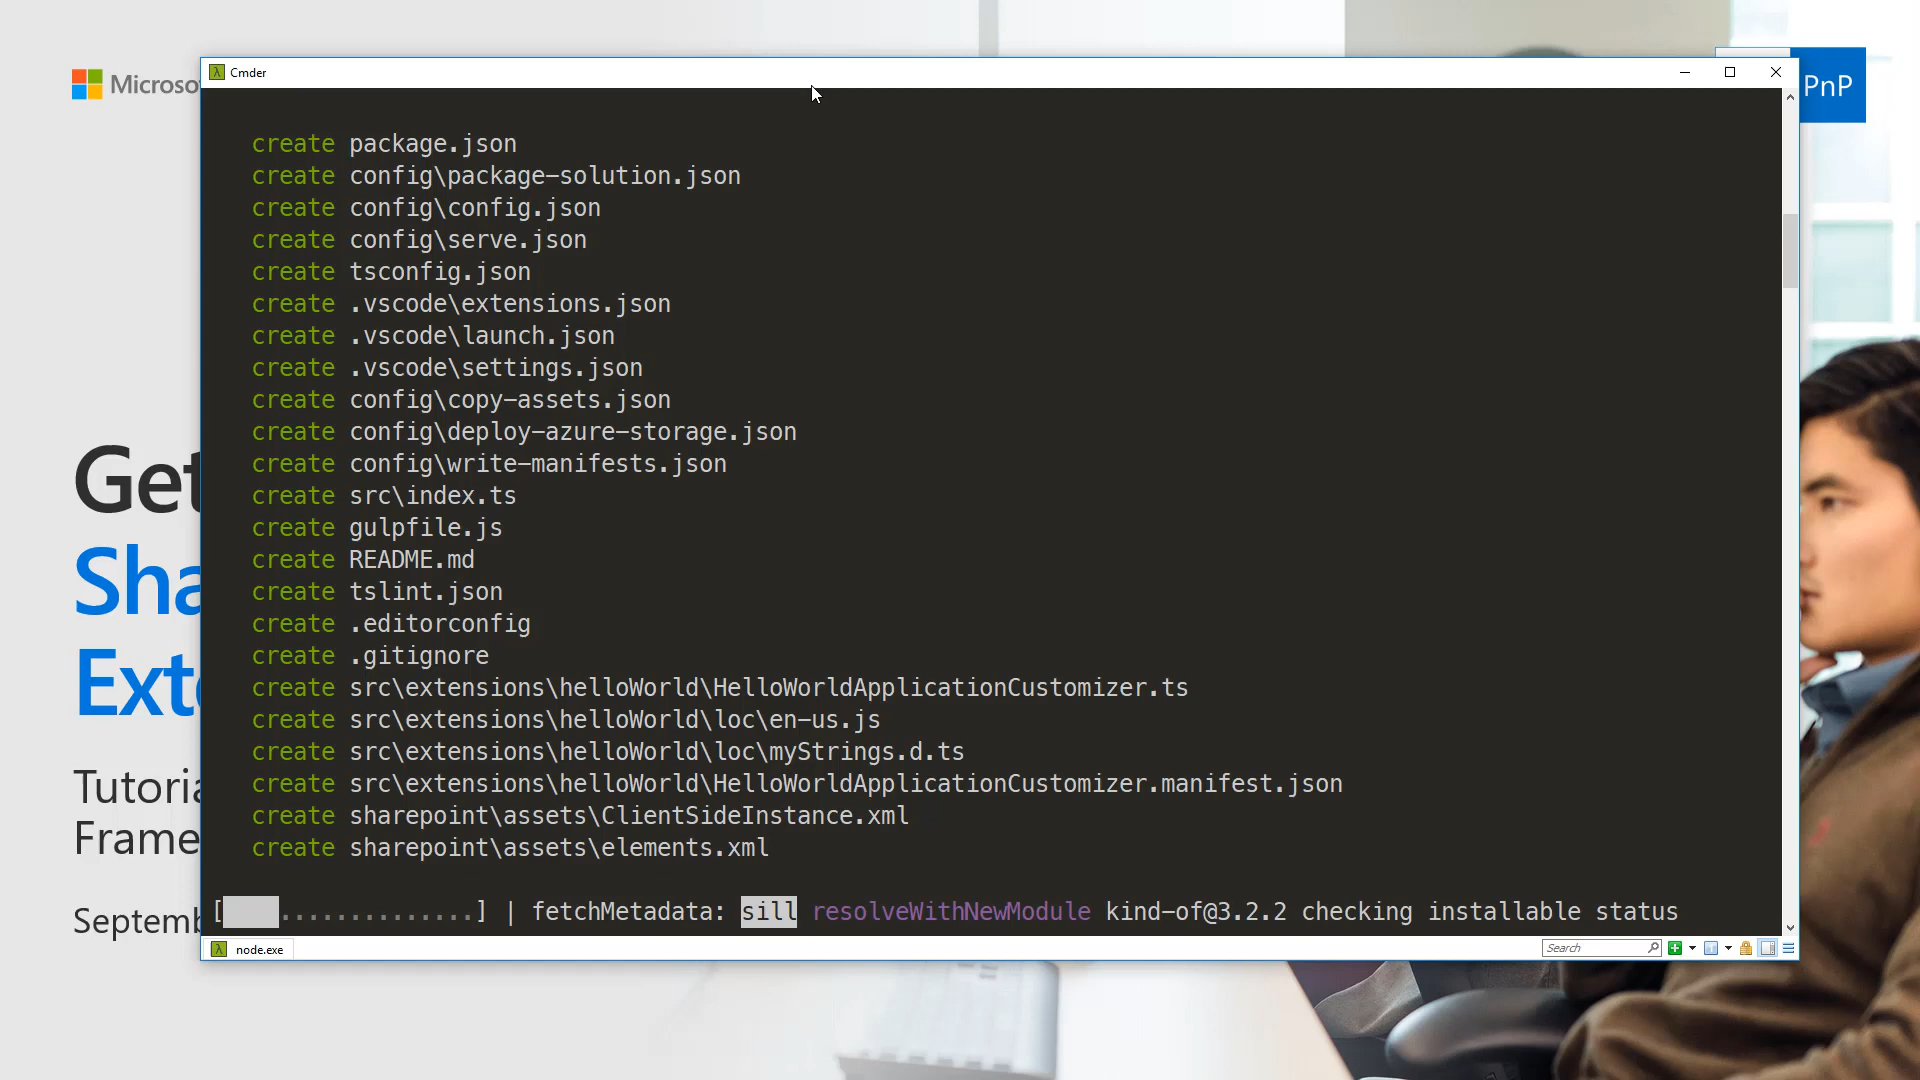 Microso
Cmder
PnP
create package.json
create config\package-solution.json
create config\config.json
create config\serve.json
create tsconfig.json
create .vscode\extensions.json
create .vscode\launch.json
create .vscode\settings.json
create config\copy-assets.json
create config\deploy-azure-storage.json
create config\write-manifests.json
create src\index.ts
create gulpfile.js
create README.md
create tslint.json
create .editorconfig
create .gitignore
create src\extensions\helloWorld\HelloWorldApplicationCustomizer.ts
create src\extensions\helloWorld\loc\en-us.js
create src\extensions\helloWorld\loc\myStrings.d.ts
create src\extensions\helloWorld\HelloWorldApplicationCustomizer.manifest.json
create sharepoint\assets\ClientSideInstance.xml
create sharepoint\assets\elements.xml
[    ..............] | fetchMetadata: sill resolveWithNewModule kind-of@3.2.2 checking installable status
node.exe
Search
Get
Sha
Exte
Tutoria
Frame
Septemb